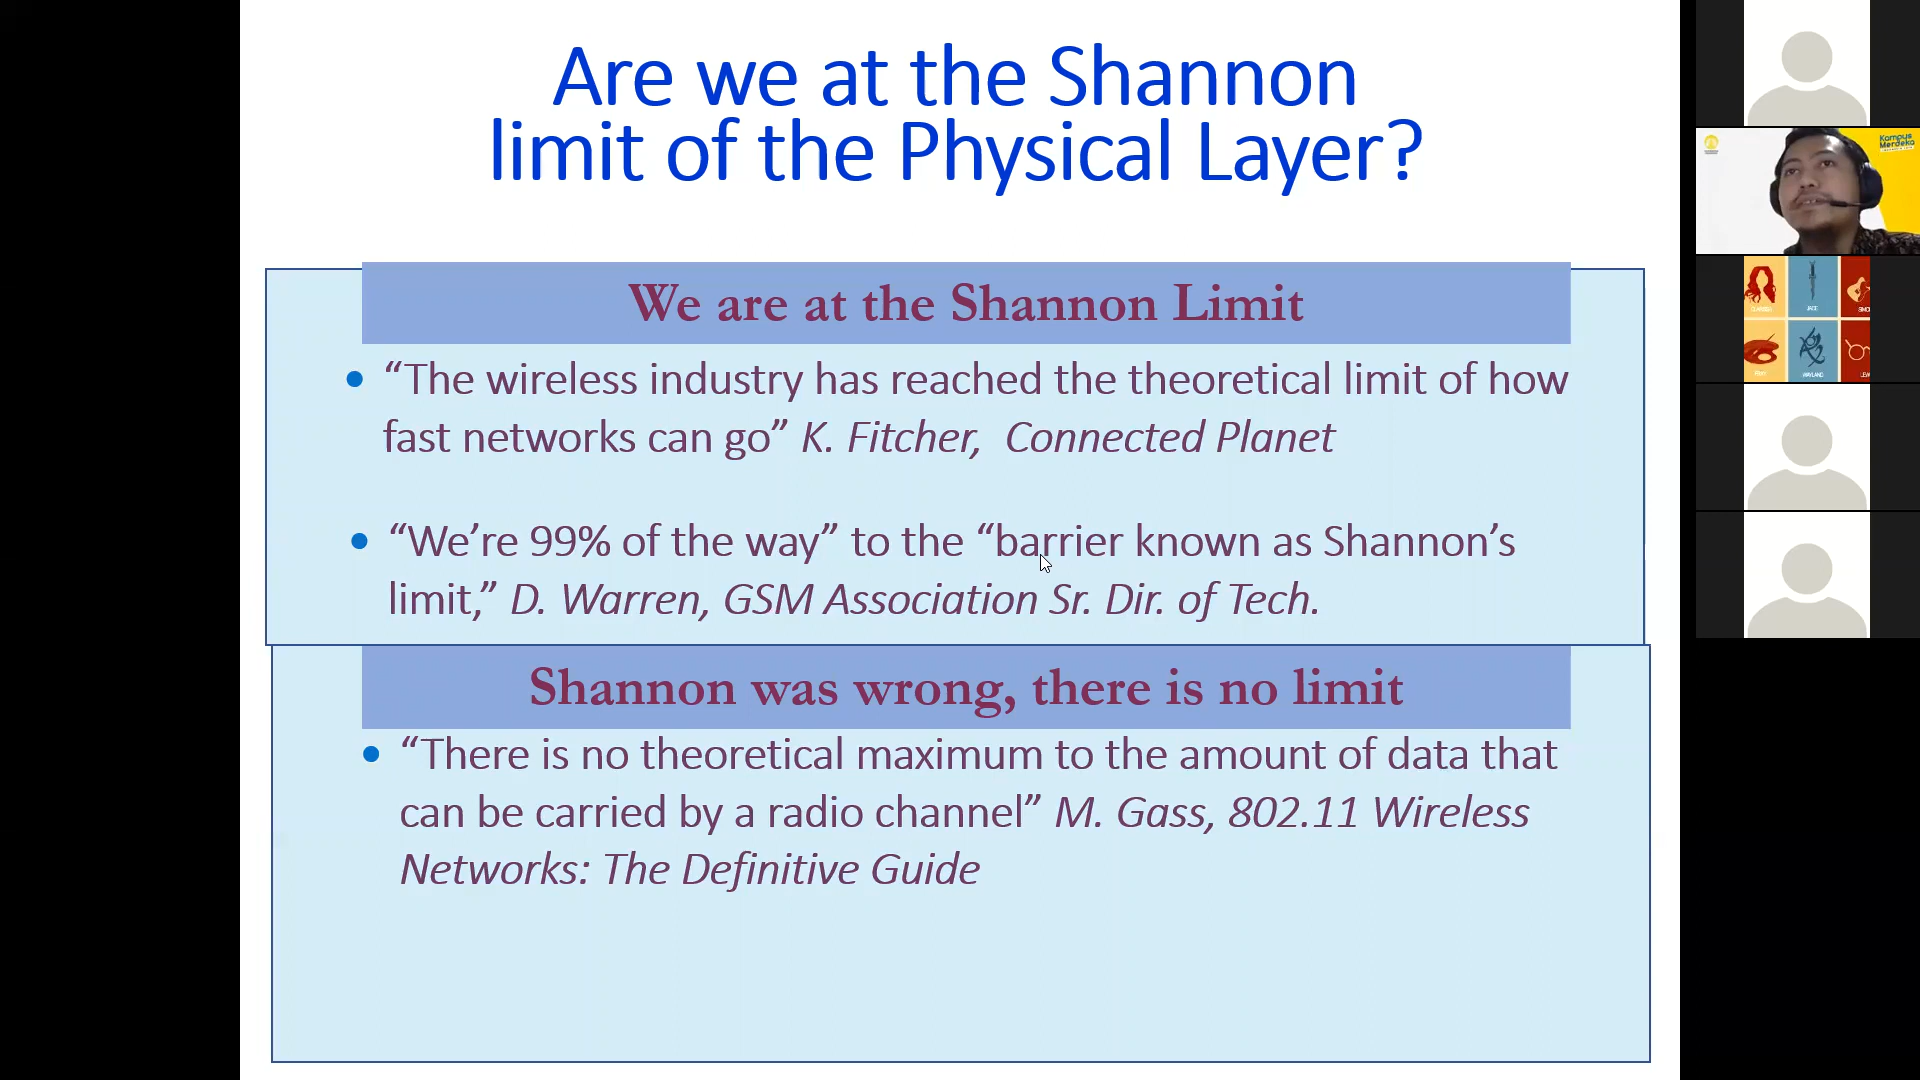 Are we at the Shannon
limit of the Physical Layer?
We are at the Shannon Limit
“The wireless industry has reached the theoretical limit of how
fast networks can go” K. Fitcher, Connected Planet
“We’re 99% of the way” to the “barrier known as Shannon’s
limit,” D. Warren, GSM Association Sr. Dir. of Tech.
Shannon was wrong, there is no limit
“There is no theoretical maximum to the amount of data that
can be carried by a radio channel” M. Gass, 802.11 Wireless
Networks: The Definitive Guide
Kampus
Merdeka
JACE
WAYLAND